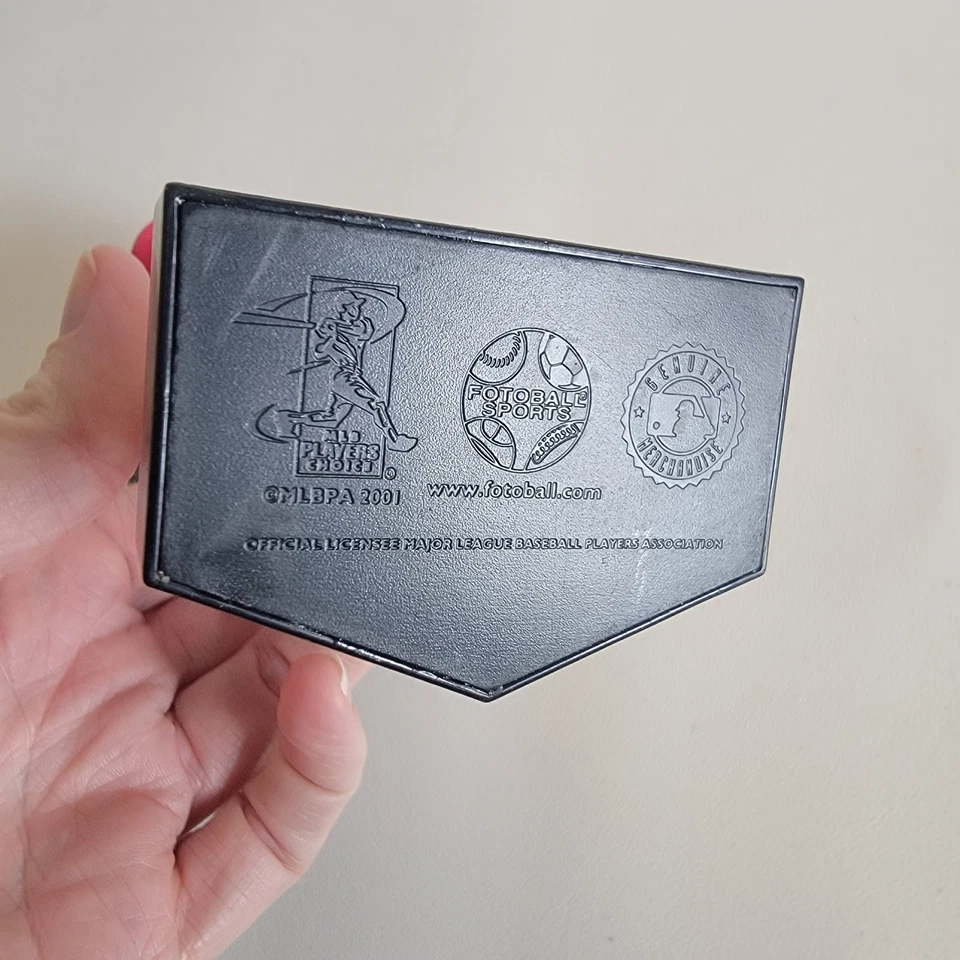 MLB
PLAYERS
CHOICE®
©MLBPA 2001
FOTOBALL®
SPORTS
www.fotoball.com
GENUINE
MERCHANDISE
OFFICIAL LICENSEE MAJOR LEAGUE BASEBALL PLAYERS ASSOCIATION